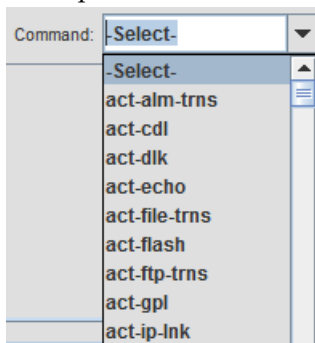 Command: -Select-
-Select-
act-alm-trns
act-cdl
act-dlk
act-echo
act-file-trns
act-flash
act-ftp-trns
act-gpl
act-ip-lnk